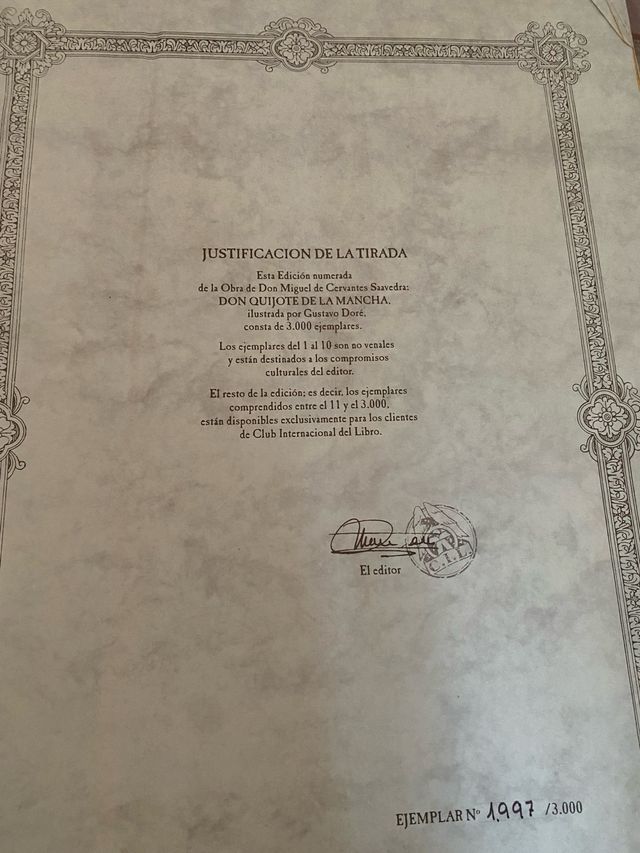 JUSTIFICACION DE LA TIRADA
Esta Edición numerada
de la Obra de Don Miguel de Cervantes Saavedra:
DON QUIJOTE DE LA MANCHA,
ilustrada por Gustavo Doré,
consta de 3.000 ejemplares.
Los ejemplares del 1 al 10 son no venales
y están destinados a los compromisos
culturales del editor.
El resto de la edición; es decir, los ejemplares
comprendidos entre el 11 y el 3.000,
están disponibles exclusivamente para los clientes
de Club Internacional del Libro.
C.I.L.
El editor
EJEMPLAR Nº 1.997 /3.000